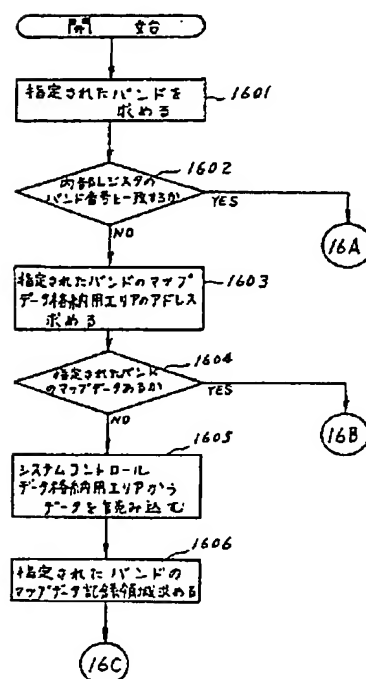 開始
指定されたバンドを
求める
1601
内部レジスタの
バンド番号と一致するか
1602
YES
16A
NO
指定されたバンドのマップ
データ格納用エリアのアドレス
求める
1603
指定されたバンド
のマップデータあるか
1604
YES
16B
NO
システムコントロール
データ格納用エリアから
データを読み込む
1605
指定されたバンドの
マップデータ記録領域求める
1606
16C